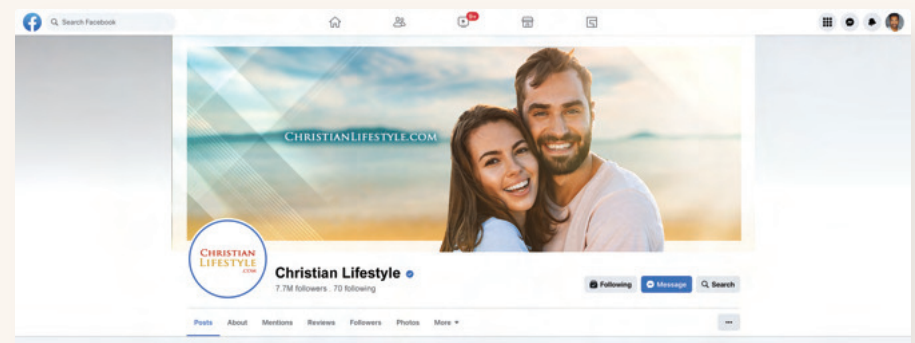 Search Facebook
9+
CHRISTIANLIFESTYLE.COM
CHRISTIAN
LIFESTYLE
.COM
Christian Lifestyle
7.7M followers . 70 following
Following
Message
Search
Posts
About
Mentions
Reviews
Followers
Photos
More